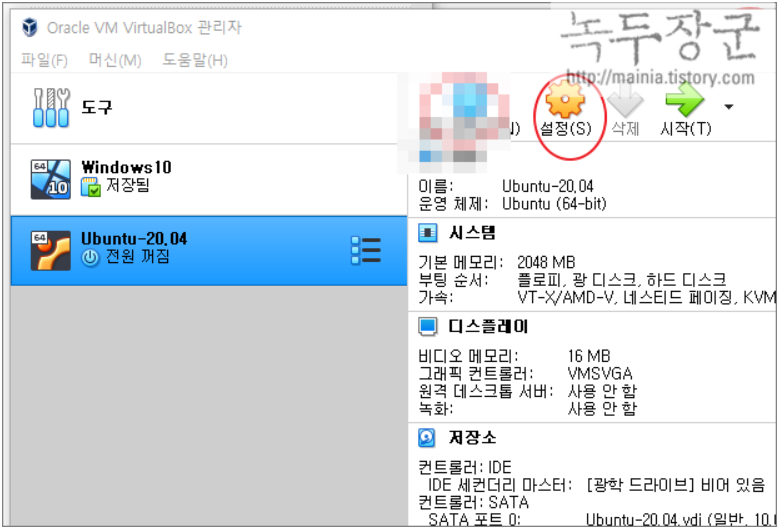 Oracle VM VirtualBox 관리자
녹두장군
http://mainia.tistory.com
파일(F) 머신(M) 도움말(H)
도구
설정(S) 삭제 시작(T)
64
10
Windows10
저장됨
64
Ubuntu-20.04
전원 꺼짐
이름: Ubuntu-20.04
운영 체제: Ubuntu (64-bit)
시스템
기본 메모리: 2048 MB
부팅 순서: 플로피, 광 디스크, 하드 디스크
가속: VT-X/AMD-V, 네스티드 페이징, KVM
디스플레이
비디오 메모리: 16 MB
그래픽 컨트롤러: VMSVGA
원격 데스크톱 서버: 사용 안 함
녹화: 사용 안 함
저장소
컨트롤러: IDE
IDE 세컨더리 마스터: [광학 드라이브] 비어 있음
컨트롤러: SATA
SATA 포트 0: Ubuntu-20.04.vdi (일반, 10.